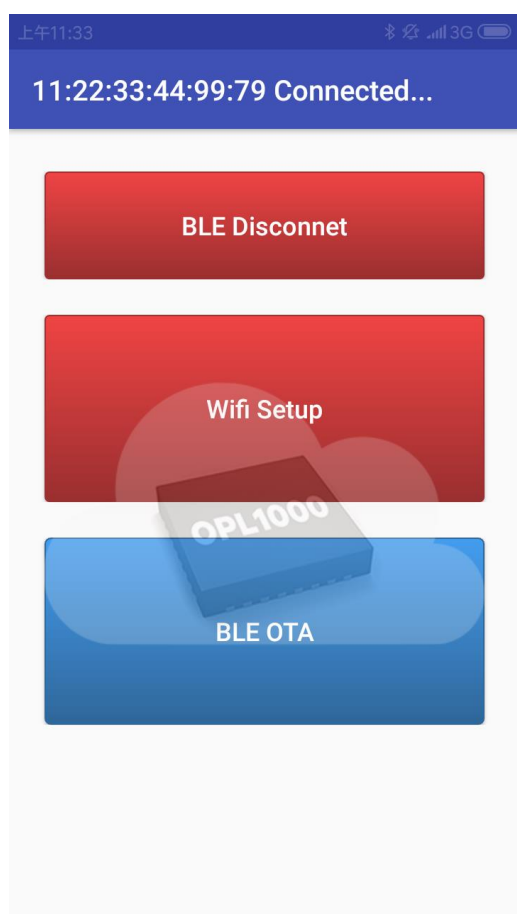 上午11:33 3G
11:22:33:44:99:79 Connected...
BLE Disconnet
Wifi Setup
OPL1000
BLE OTA